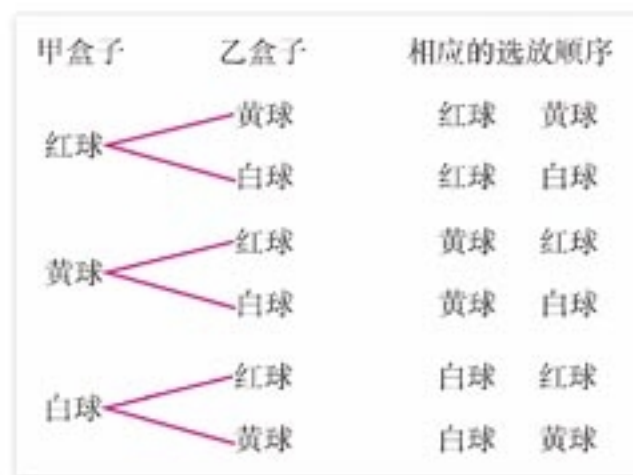 甲盒子 乙盒子 相应的选放顺序
黄球 红球 黄球
红球
白球 红球 白球
红球 黄球 红球
黄球
白球 黄球 白球
红球 白球 红球
白球
黄球 白球 黄球